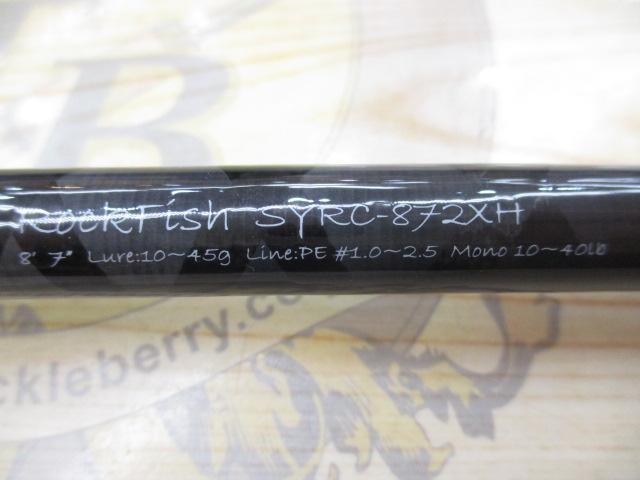 B
RockFish SYRC-872XH
8' 7" Lure:10~45g Line:PE #1.0~2.5 Mono 10~40lb
ckleberry.co